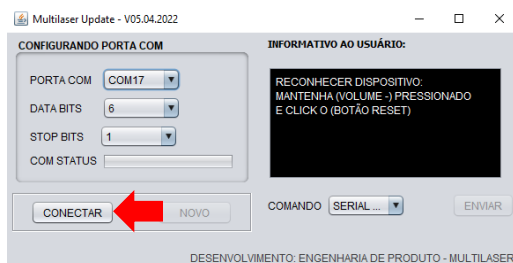 Multilaser Update - V05.04.2022
CONFIGURANDO PORTA COM
PORTA COM COM17
DATA BITS 6
STOP BITS 1
COM STATUS
CONECTAR NOVO
INFORMATIVO AO USUÁRIO:
RECONHECER DISPOSITIVO:
MANTENHA (VOLUME -) PRESSIONADO
E CLICK O (BOTÃO RESET)
COMANDO SERIAL ... ENVIAR
DESENVOLVIMENTO: ENGENHARIA DE PRODUTO - MULTILASER